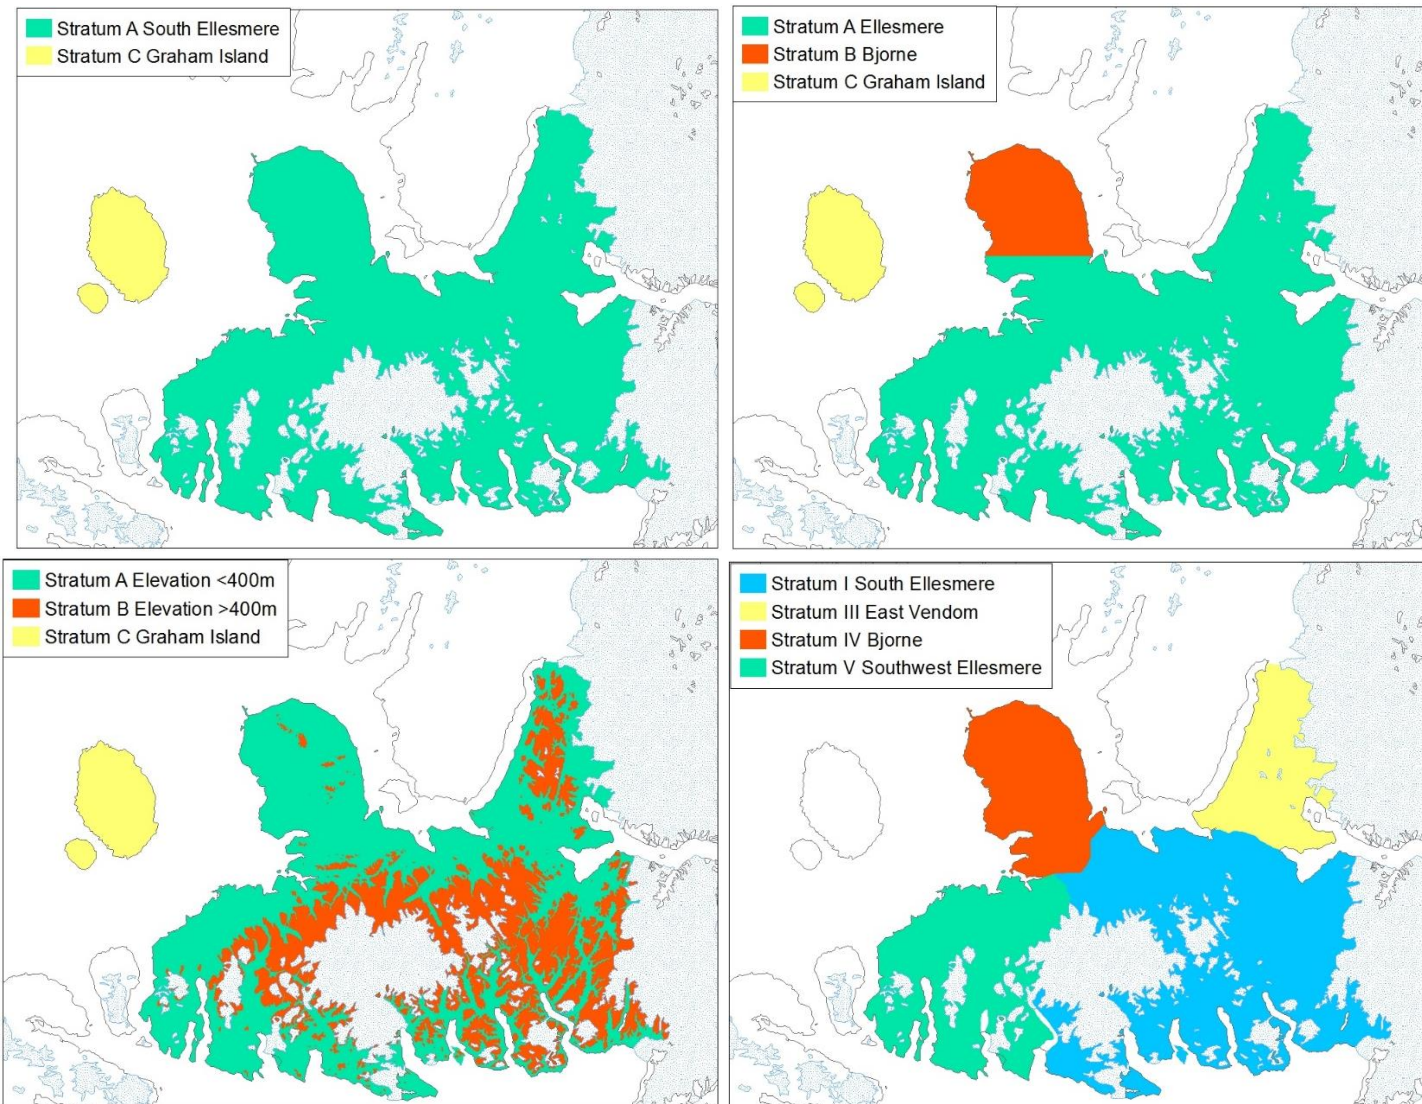 Stratum A South Ellesmere
Stratum C Graham Island
Stratum A Ellesmere
Stratum B Bjorne
Stratum C Graham Island
Stratum A Elevation <400m
Stratum B Elevation >400m
Stratum C Graham Island
Stratum I South Ellesmere
Stratum III East Vendom
Stratum IV Bjorne
Stratum V Southwest Ellesmere